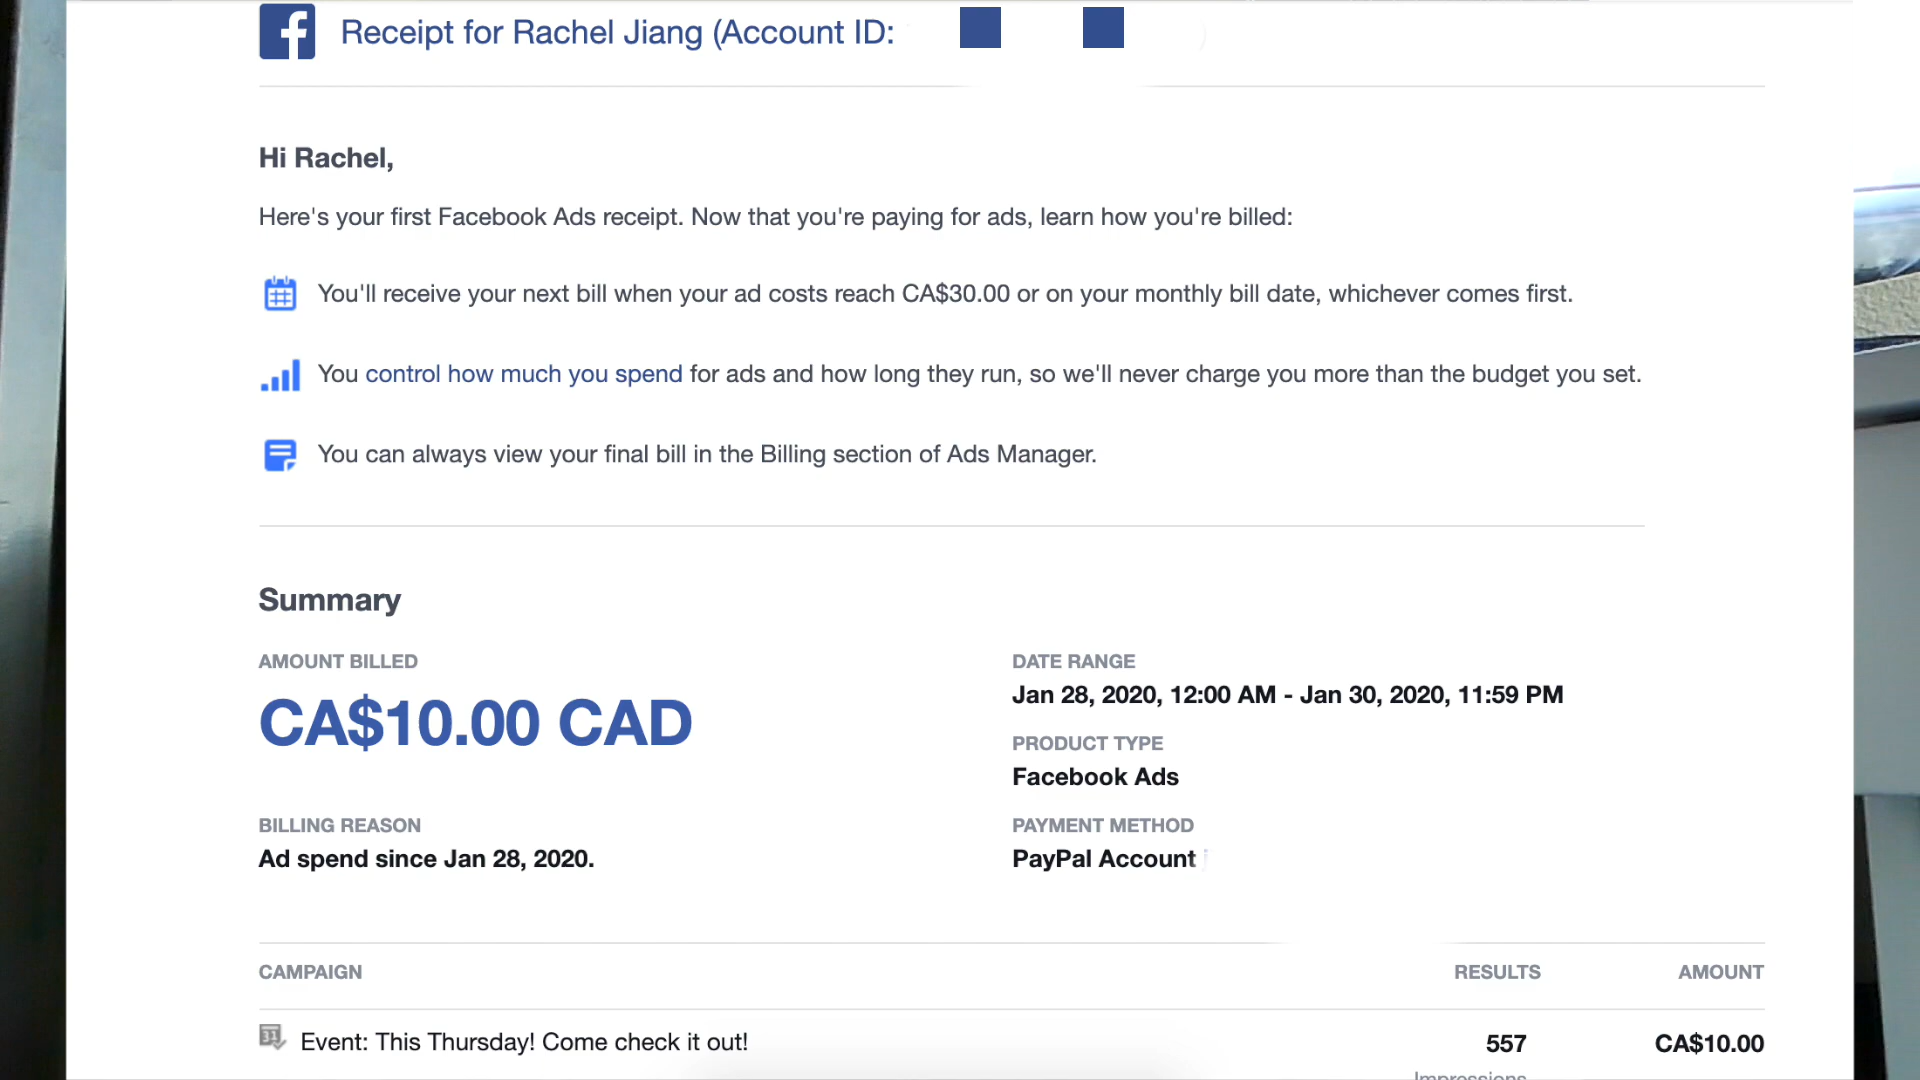 Receipt for Rachel Jiang (Account ID:
Hi Rachel,
Here's your first Facebook Ads receipt. Now that you're paying for ads, learn how you're billed:
You'll receive your next bill when your ad costs reach CA$30.00 or on your monthly bill date, whichever comes first.
You control how much you spend for ads and how long they run, so we'll never charge you more than the budget you set.
You can always view your final bill in the Billing section of Ads Manager.
Summary
AMOUNT BILLED
CA$10.00 CAD
BILLING REASON
Ad spend since Jan 28, 2020.
DATE RANGE
Jan 28, 2020, 12:00 AM - Jan 30, 2020, 11:59 PM
PRODUCT TYPE
Facebook Ads
PAYMENT METHOD
PayPal Account
CAMPAIGN RESULTS AMOUNT
31 Event: This Thursday! Come check it out! 557 CA$10.00
Impressions